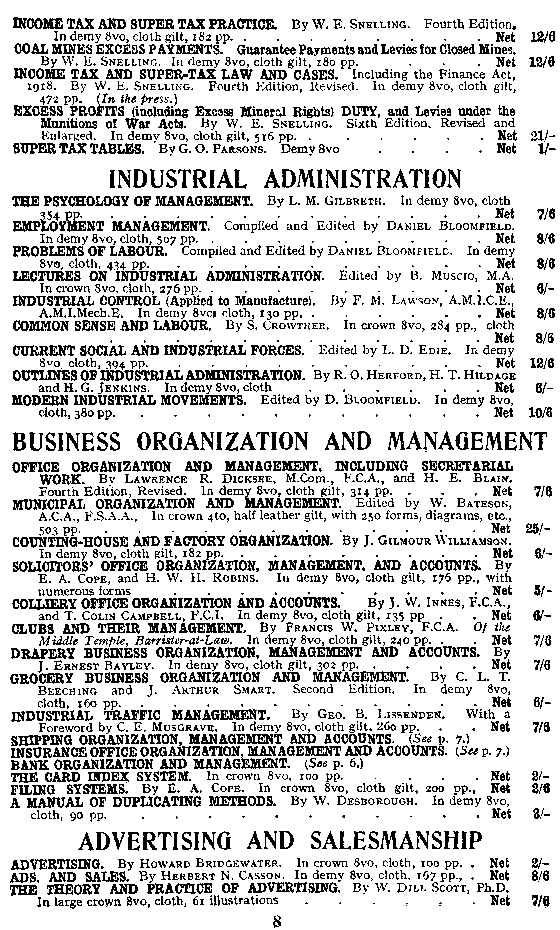 INCOME TAX AND SUPER TAX PRACTICE. By W. E. SNELLING. Fourth Edition.
In demy 8vo, cloth gilt, 182 pp. . . . . . . Net 12/6
COAL MINES EXCESS PAYMENTS. Guarantee Payments and Levies for Closed Mines.
By W. E. SNELLING. In demy 8vo, cloth gilt, 180 pp. . . . Net 12/6
INCOME TAX AND SUPER-TAX LAW AND CASES. Including the Finance Act,
1918. By W. E. SNELLING. Fourth Edition, Revised. In demy 8vo, cloth gilt,
472 pp. (In the press.)
EXCESS PROFITS (including Excess Mineral Rights) DUTY, and Levies under the
Munitions of War Acts. By W. E. SNELLING. Sixth Edition, Revised and
Enlarged. In demy 8vo, cloth gilt, 516 pp. . . . . . Net 21/-
SUPER TAX TABLES. By G. O. PARSONS. Demy 8vo . . . . Net 1/-
INDUSTRIAL ADMINISTRATION
THE PSYCHOLOGY OF MANAGEMENT. By L. M. GILBRETH. In demy 8vo, cloth
354 pp. . . . . . . . . . . Net 7/6
EMPLOYMENT MANAGEMENT. Compiled and Edited by DANIEL BLOOMFIELD.
In demy 8vo, cloth, 507 pp. . . . . . . . Net 8/6
PROBLEMS OF LABOUR. Compiled and Edited by DANIEL BLOOMFIELD. In demy
8vo, cloth, 434 pp. . . . . . . . . Net 8/6
LECTURES ON INDUSTRIAL ADMINISTRATION. Edited by B. MUSCIO, M.A.
In crown 8vo, cloth, 276 pp. . . . . . . . Net 6/-
INDUSTRIAL CONTROL (Applied to Manufacture). By F. M. LAWSON, A.M.I.C.E.,
A.M.I.Mech.E. In demy 8vo, cloth, 130 pp. . . . . . Net 8/6
COMMON SENSE AND LABOUR. By S. CROWTHER. In crown 8vo, 284 pp., cloth
. . . . . . . . . . . Net 8/6
CURRENT SOCIAL AND INDUSTRIAL FORCES. Edited by L. D. EDIE. In demy
8vo, cloth, 394 pp. . . . . . . . . Net 12/6
OUTLINES OF INDUSTRIAL ADMINISTRATION. By R. O. HERFORD, H. T. HILDAGE
and H. G. JENKINS. In demy 8vo, cloth . . . . . Net 6/-
MODERN INDUSTRIAL MOVEMENTS. Edited by D. BLOOMFIELD. In demy 8vo,
cloth, 380 pp. . . . . . . . . . Net 10/6
BUSINESS ORGANIZATION AND MANAGEMENT
OFFICE ORGANIZATION AND MANAGEMENT, INCLUDING SECRETARIAL
WORK. By LAWRENCE R. DICKSEE, M.Com., F.C.A., and H. E. BLAIN.
Fourth Edition, Revised. In demy 8vo, cloth gilt, 314 pp. . . . Net 7/6
MUNICIPAL ORGANIZATION AND MANAGEMENT. Edited by W. BATESON,
A.C.A., F.S.A.A., In crown 4to, half leather gilt, with 250 forms, diagrams, etc.,
503 pp. . . . . . . . . . . Net 25/-
COUNTING-HOUSE AND FACTORY ORGANIZATION. By J. GILMOUR WILLIAMSON.
In demy 8vo, cloth gilt, 182 pp. . . . . . . Net 6/-
SOLICITORS' OFFICE ORGANIZATION, MANAGEMENT, AND ACCOUNTS. By
E. A. COPE, and H. W. H. ROBINS. In demy 8vo, cloth gilt, 176 pp., with
numerous forms . . . . . . . . . Net 5/-
COLLIERY OFFICE ORGANIZATION AND ACCOUNTS. By J. W. INNES, F.C.A.,
and T. COLIN CAMPBELL, F.C.I. In demy 8vo, cloth gilt, 135 pp . . Net 6/-
CLUBS AND THEIR MANAGEMENT. By FRANCIS W. PIXLEY, F.C.A. Of the
Middle Temple, Barrister-at-Law. In demy 8vo, cloth gilt, 240 pp. . . Net 7/6
DRAPERY BUSINESS ORGANIZATION, MANAGEMENT AND ACCOUNTS. By
J. ERNEST BAYLEY. In demy 8vo, cloth gilt, 302 pp. . . . . Net 7/6
GROCERY BUSINESS ORGANIZATION AND MANAGEMENT. By C. L. T.
BEECHING and J. ARTHUR SMART. Second Edition. In demy 8vo,
cloth, 160 pp. . . . . . . . . . Net 6/-
INDUSTRIAL TRAFFIC MANAGEMENT. By GEO. B. LISSENDEN. With a
Foreword by C. E. MUSGRAVE. In demy 8vo, cloth gilt, 260 pp. . . Net 7/6
SHIPPING ORGANIZATION, MANAGEMENT AND ACCOUNTS. (See p. 7.)
INSURANCE OFFICE ORGANIZATION, MANAGEMENT AND ACCOUNTS. (See p. 7.)
BANK ORGANIZATION AND MANAGEMENT. (See p. 6.)
THE CARD INDEX SYSTEM. In crown 8vo, 100 pp. . . . . Net 2/-
FILING SYSTEMS. By E. A. COPE. In crown 8vo, cloth gilt, 200 pp., Net 2/6
A MANUAL OF DUPLICATING METHODS. By W. DESBOROUGH. In demy 8vo,
cloth, 90 pp. . . . . . . . . . Net 3/-
ADVERTISING AND SALESMANSHIP
ADVERTISING. By HOWARD BRIDGEWATER. In crown 8vo, cloth, 100 pp. . Net 2/-
ADS. AND SALES. By HERBERT N. CASSON. In demy 8vo, cloth, 167 pp., . Net 8/6
THE THEORY AND PRACTICE OF ADVERTISING. By W. DILL SCOTT, Ph.D.
In large crown 8vo, cloth, 61 illustrations . . . . . Net 7/6
8